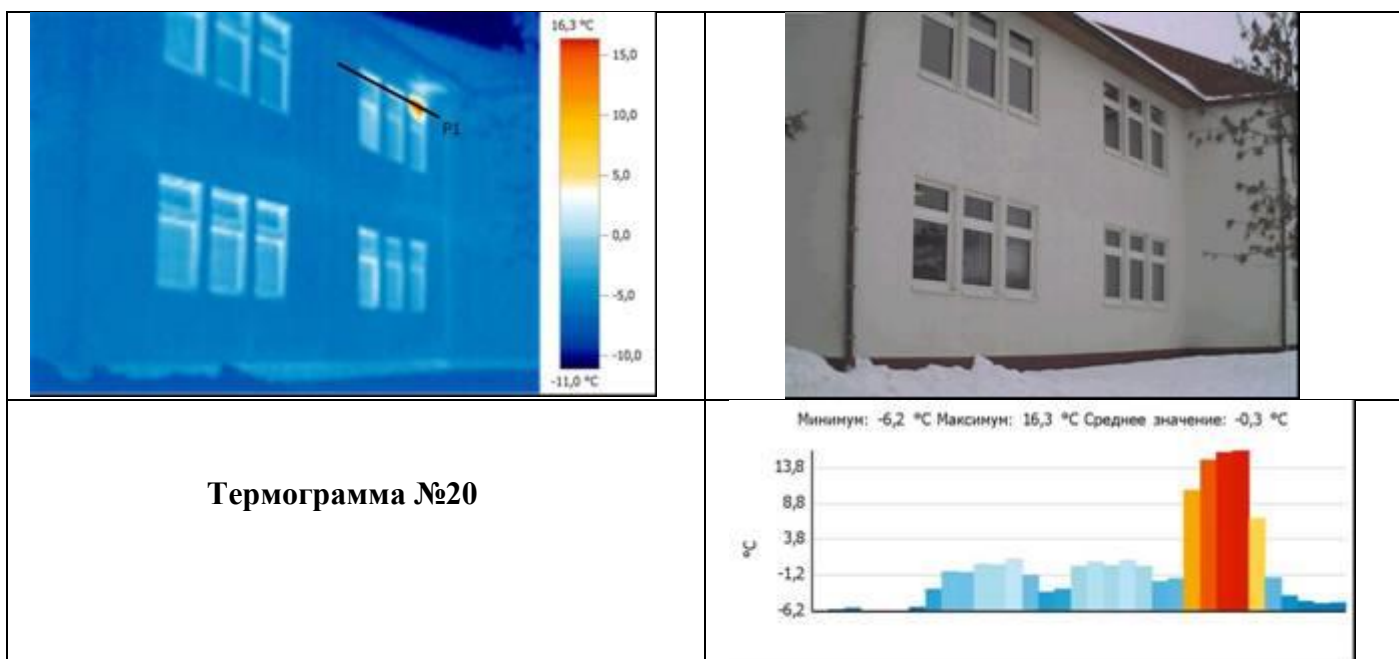 16,3 °C
15,0
10,0
5,0
0,0
-5,0
-10,0
-11,0 °C
P1
Термограмма №20
Минимум: -6,2 °C Максимум: 16,3 °C Среднее значение: -0,3 °C
°C
13,8
8,8
3,8
-1,2
-6,2